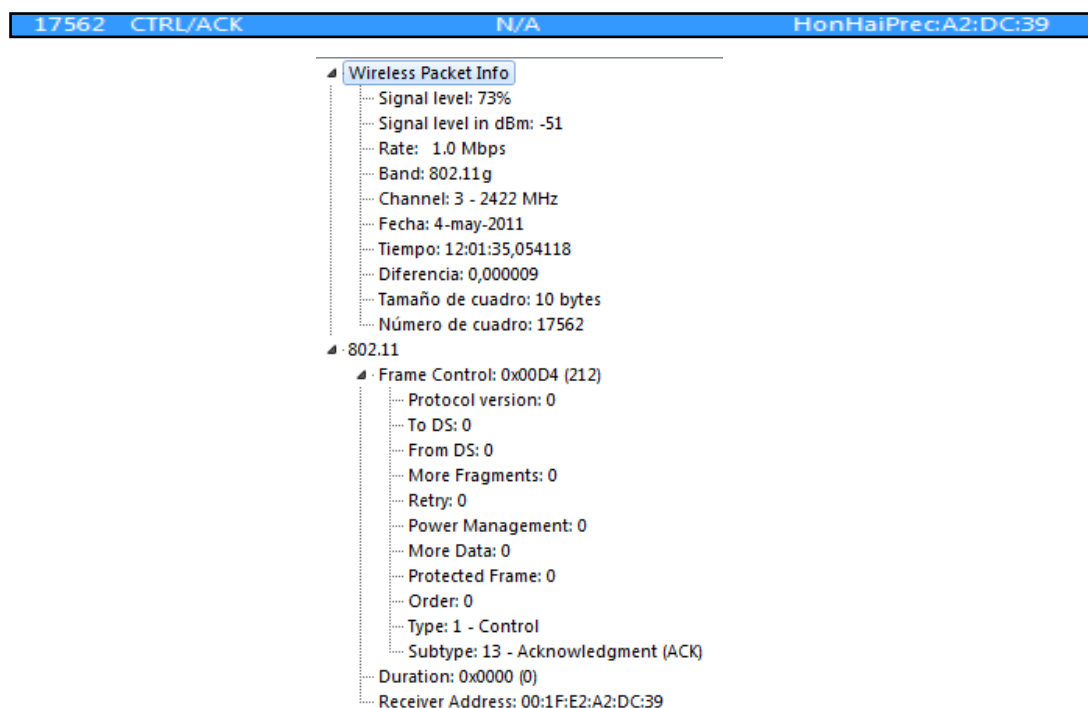 17562 CTRL/ACK N/A HonHaiPrec:A2:DC:39
Wireless Packet Info
Signal level: 73%
Signal level in dBm: -51
Rate: 1.0 Mbps
Band: 802.11g
Channel: 3 - 2422 MHz
Fecha: 4-may-2011
Tiempo: 12:01:35,054118
Diferencia: 0,000009
Tamaño de cuadro: 10 bytes
Número de cuadro: 17562
802.11
Frame Control: 0x00D4 (212)
Protocol version: 0
To DS: 0
From DS: 0
More Fragments: 0
Retry: 0
Power Management: 0
More Data: 0
Protected Frame: 0
Order: 0
Type: 1 - Control
Subtype: 13 - Acknowledgment (ACK)
Duration: 0x0000 (0)
Receiver Address: 00:1F:E2:A2:DC:39